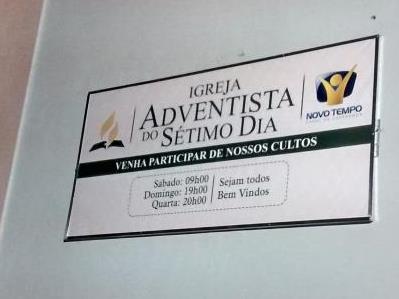 IGREJA
ADVENTISTA
DO SÉTIMO DIA
NOVO TEMPO
VENHA PARTICIPAR DE NOSSOS CULTOS
Sábado: 09h00
Domingo: 19h00
Quarta: 20h00
Sejam todos
Bem Vindos